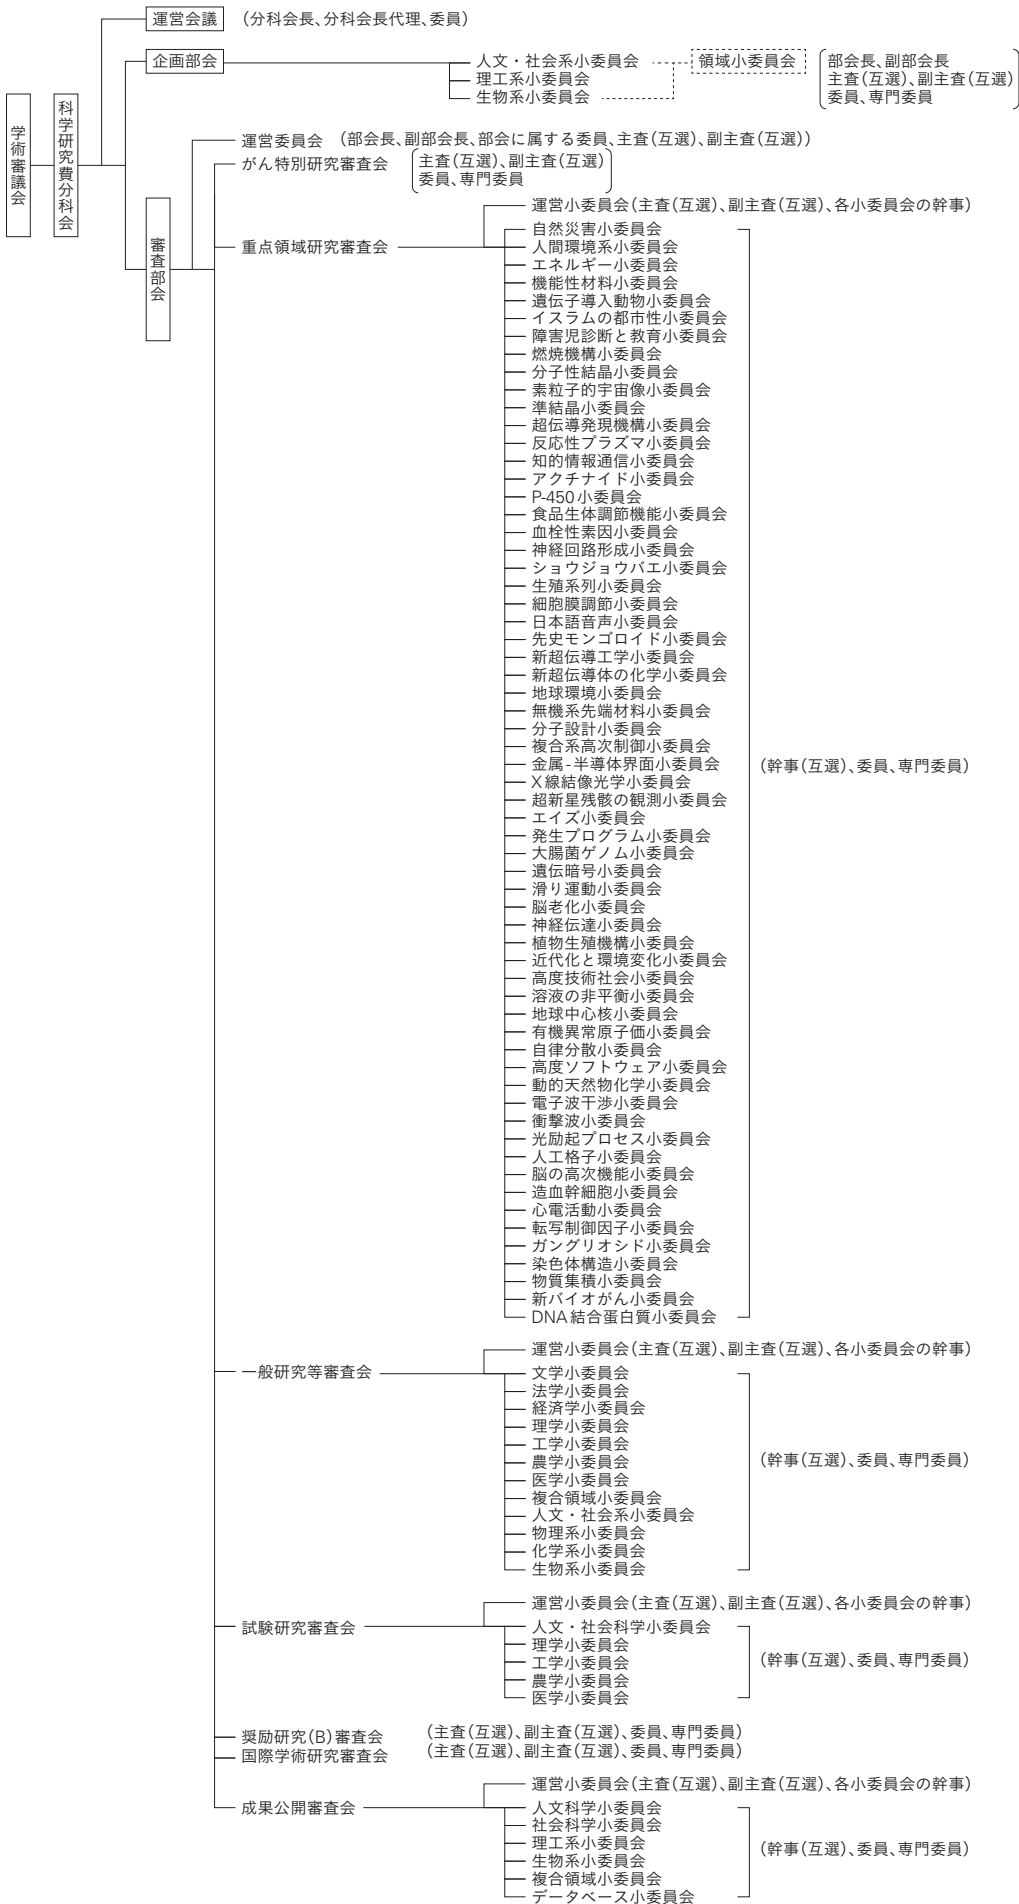 運営会議 (分科会長、分科会長代理、委員)
企画部会
人文・社会系小委員会
理工系小委員会
生物系小委員会
領域小委員会
部会長、副部会長
主査(互選)、副主査(互選)
委員、専門委員
学術審議会
科学研究費分科会
審査部会
運営委員会 (部会長、副部会長、部会に属する委員、主査(互選)、副主査(互選))
がん特別研究審査会
主査(互選)、副主査(互選)
委員、専門委員
重点領域研究審査会
運営小委員会(主査(互選)、副主査(互選)、各小委員会の幹事)
自然災害小委員会
人間環境系小委員会
エネルギー小委員会
機能性材料小委員会
遺伝子導入動物小委員会
イスラムの都市性小委員会
障害児診断と教育小委員会
燃焼機構小委員会
分子性結晶小委員会
素粒子的宇宙像小委員会
準結晶小委員会
超伝導発現機構小委員会
反応性プラズマ小委員会
知的情報通信小委員会
アクチナイド小委員会
P-450小委員会
食品生体調節機能小委員会
血栓性素因小委員会
神経回路形成小委員会
ショウジョウバエ小委員会
生殖系列小委員会
細胞膜調節小委員会
日本語音声小委員会
先史モンゴロイド小委員会
新超伝導工学小委員会
新超伝導体の化学小委員会
地球環境小委員会
無機系先端材料小委員会
分子設計小委員会
複合系高次制御小委員会
金属-半導体界面小委員会
X線結像光学小委員会
超新星残骸の観測小委員会
エイズ小委員会
発生プログラム小委員会
大腸菌ゲノム小委員会
遺伝暗号小委員会
滑り運動小委員会
脳老化小委員会
神経伝達小委員会
植物生殖機構小委員会
近代化と環境変化小委員会
高度技術社会小委員会
溶液の非平衡小委員会
地球中心核小委員会
有機異常原子価小委員会
自律分散小委員会
高度ソフトウェア小委員会
動的天然物化学小委員会
電子波干渉小委員会
衝撃波小委員会
光励起プロセス小委員会
人工格子小委員会
脳の高次機能小委員会
造血幹細胞小委員会
心電活動小委員会
転写制御因子小委員会
ガングリオシド小委員会
染色体構造小委員会
物質集積小委員会
新バイオがん小委員会
DNA結合蛋白質小委員会
(幹事(互選)、委員、専門委員)
一般研究等審査会
運営小委員会(主査(互選)、副主査(互選)、各小委員会の幹事)
文学小委員会
法学小委員会
経済学小委員会
理学小委員会
工学小委員会
農学小委員会
医学小委員会
複合領域小委員会
人文・社会系小委員会
物理系小委員会
化学系小委員会
生物系小委員会
(幹事(互選)、委員、専門委員)
試験研究審査会
運営小委員会(主査(互選)、副主査(互選)、各小委員会の幹事)
人文・社会科学小委員会
理学小委員会
工学小委員会
農学小委員会
医学小委員会
(幹事(互選)、委員、専門委員)
奨励研究(B)審査会 (主査(互選)、副主査(互選)、委員、専門委員)
国際学術研究審査会 (主査(互選)、副主査(互選)、委員、専門委員)
成果公開審査会
運営小委員会(主査(互選)、副主査(互選)、各小委員会の幹事)
人文科学小委員会
社会科学小委員会
理工系小委員会
生物系小委員会
複合領域小委員会
データベース小委員会
(幹事(互選)、委員、専門委員)